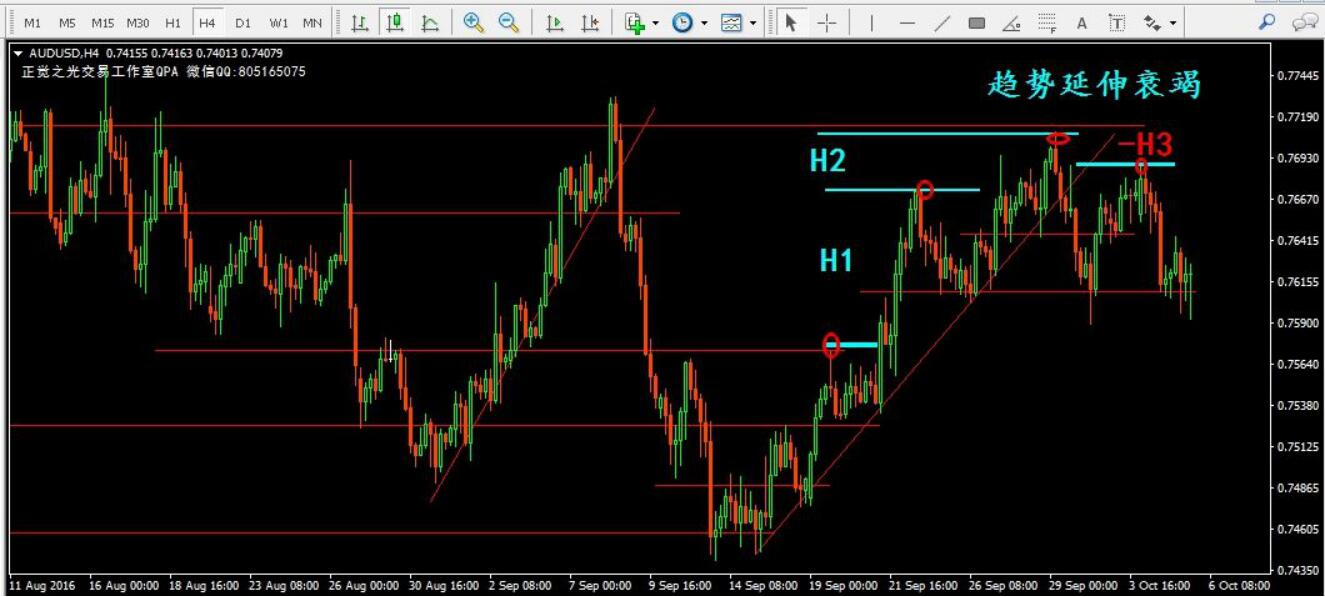 M1 M5 M15 M30 H1 H4 D1 W1 MN
F A T
AUDUSD,H4 0.74155 0.74163 0.74013 0.74079
正觉之光交易工作室QPA 微信QQ:805165075
趋势延伸衰竭
H2
H1
-H3
0.77445
0.77190
0.76930
0.76670
0.76415
0.76155
0.75900
0.75640
0.75380
0.75125
0.74865
0.74605
0.74350
11 Aug 2016 16 Aug 00:00 18 Aug 16:00 23 Aug 08:00 26 Aug 00:00 30 Aug 16:00 2 Sep 08:00 7 Sep 00:00 9 Sep 16:00 14 Sep 08:00 19 Sep 00:00 21 Sep 16:00 26 Sep 08:00 29 Sep 00:00 3 Oct 16:00 6 Oct 08:00